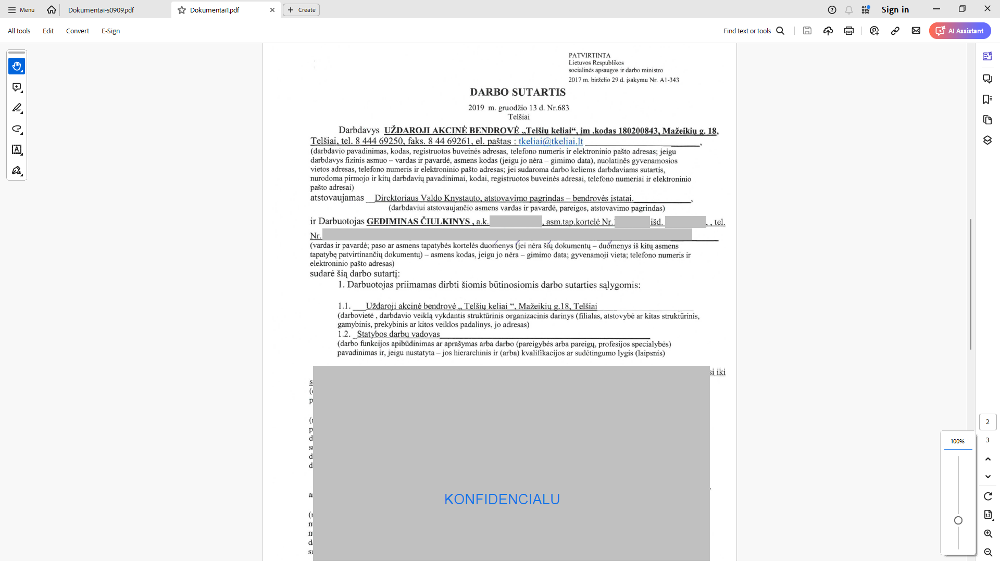 Menu
Dokumentai-s0909.pdf
Dokumentai1.pdf
Create
Sign in
All tools
Edit
Convert
E-Sign
Find text or tools
AI Assistant
PATVIRTINTA
Lietuvos Respublikos
socialinės apsaugos ir darbo ministro
2017 m. birželio 29 d. įsakymu Nr. A1-343
DARBO SUTARTIS
2019 m. gruodžio 13 d. Nr.683
Telšiai
Darbdavys UŽDAROJI AKCINĖ BENDROVĖ „Telšių keliai“, įm .kodas 180200843, Mažeikių g. 18,
Telšiai, tel. 8 444 69250, faks. 8 44 69261, el. paštas : tkeliai@tkeliai.lt ,
(darbdavio pavadinimas, kodas, registruotos buveinės adresas, telefono numeris ir elektroninio pašto adresas; jeigu
darbdavys fizinis asmuo – vardas ir pavardė, asmens kodas (jeigu jo nėra – gimimo data), nuolatinės gyvenamosios
vietos adresas, telefono numeris ir elektroninio pašto adresas; jei sudaroma darbo keliems darbdaviams sutartis,
nurodoma pirmojo ir kitų darbdavių pavadinimai, kodai, registruotos buveinės adresai, telefono numeriai ir elektroninio
pašto adresai)
atstovaujamas __Direktoriaus Valdo Knystauto, atstovavimo pagrindas – bendrovės įstatai.____________,
(darbdaviui atstovaujančio asmens vardas ir pavardė, pareigos, atstovavimo pagrindas)
ir Darbuotojas GEDIMINAS ČIULKINYS , a.k. , asm.tap.kortelė Nr. išd. , , tel.
Nr.
(vardas ir pavardė; paso ar asmens tapatybės kortelės duomenys (jei nėra šių dokumentų – duomenys iš kitų asmens
tapatybę patvirtinančių dokumentų) – asmens kodas, jeigu jo nėra – gimimo data; gyvenamoji vieta; telefono numeris ir
elektroninio pašto adresas)
sudarė šią darbo sutartį:
1. Darbuotojas priimamas dirbti šiomis būtinosiomis darbo sutarties sąlygomis:
1.1. ___Uždaroji akcinė bendrovė „ Telšių keliai “, Mažeikių g.18, Telšiai____________________
(darbovietė , darbdavio veiklą vykdantis struktūrinis organizacinis darinys (filialas, atstovybė ar kitas struktūrinis,
gamybinis, prekybinis ar kitos veiklos padalinys, jo adresas)
1.2. _Statybos darbų vadovas____________________
(darbo funkcijos apibūdinimas ar aprašymas arba darbo (pareigybės arba pareigų, profesijos specialybės)
pavadinimas ir, jeigu nustatyta – jos hierarchinis ir (arba) kvalifikacijos ar sudėtingumo lygis (laipsnis)
si iki
KONFIDENCIALU
2
3
100%